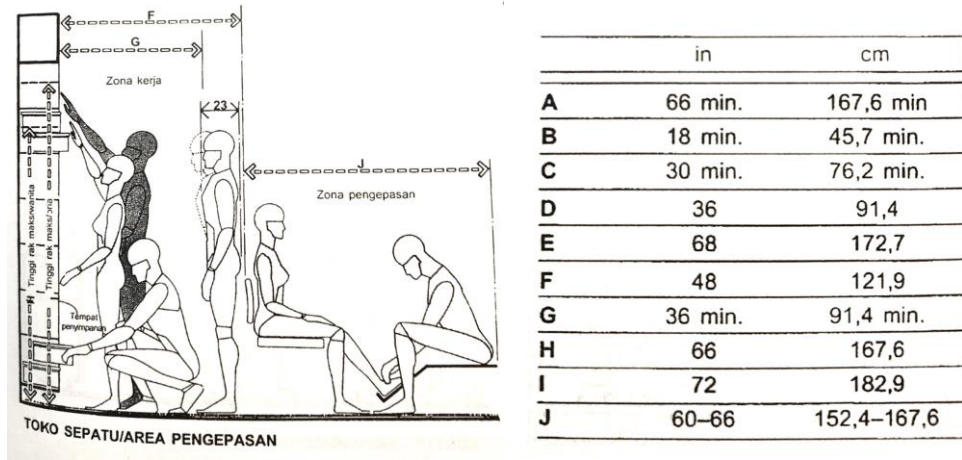 F
G
Zona kerja
23
J
Zona pengepasan
Tinggi rak maks/wanita
Tinggi rak maks/pria
H
Tempat
penyimpanan
TOKO SEPATU/AREA PENGEPASAN
in cm
A 66 min. 167,6 min
B 18 min. 45,7 min.
C 30 min. 76,2 min.
D 36 91,4
E 68 172,7
F 48 121,9
G 36 min. 91,4 min.
H 66 167,6
I 72 182,9
J 60–66 152,4–167,6